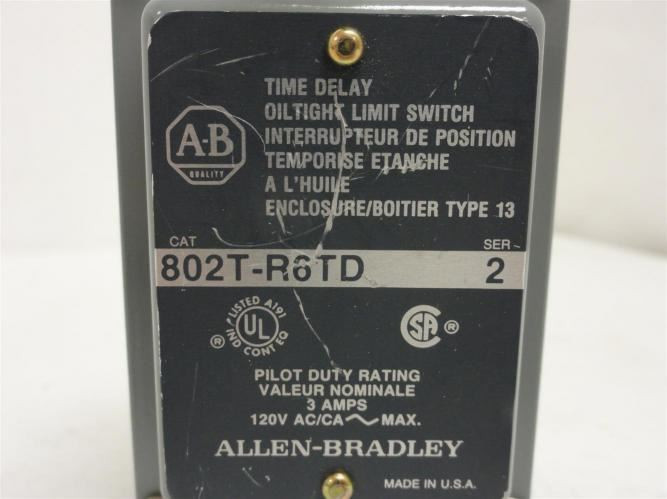 TIME DELAY
OILTIGHT LIMIT SWITCH
INTERRUPTEUR DE POSITION
TEMPORISE ETANCHE
A L'HUILE
ENCLOSURE/BOITIER TYPE 13
A-B
QUALITY
CAT SER
802T-R6TD 2
LISTED A191
UL ®
IND CONT EQ
SA ®
PILOT DUTY RATING
VALEUR NOMINALE
3 AMPS
120V AC/CA ~ MAX.
ALLEN-BRADLEY
MADE IN U.S.A.